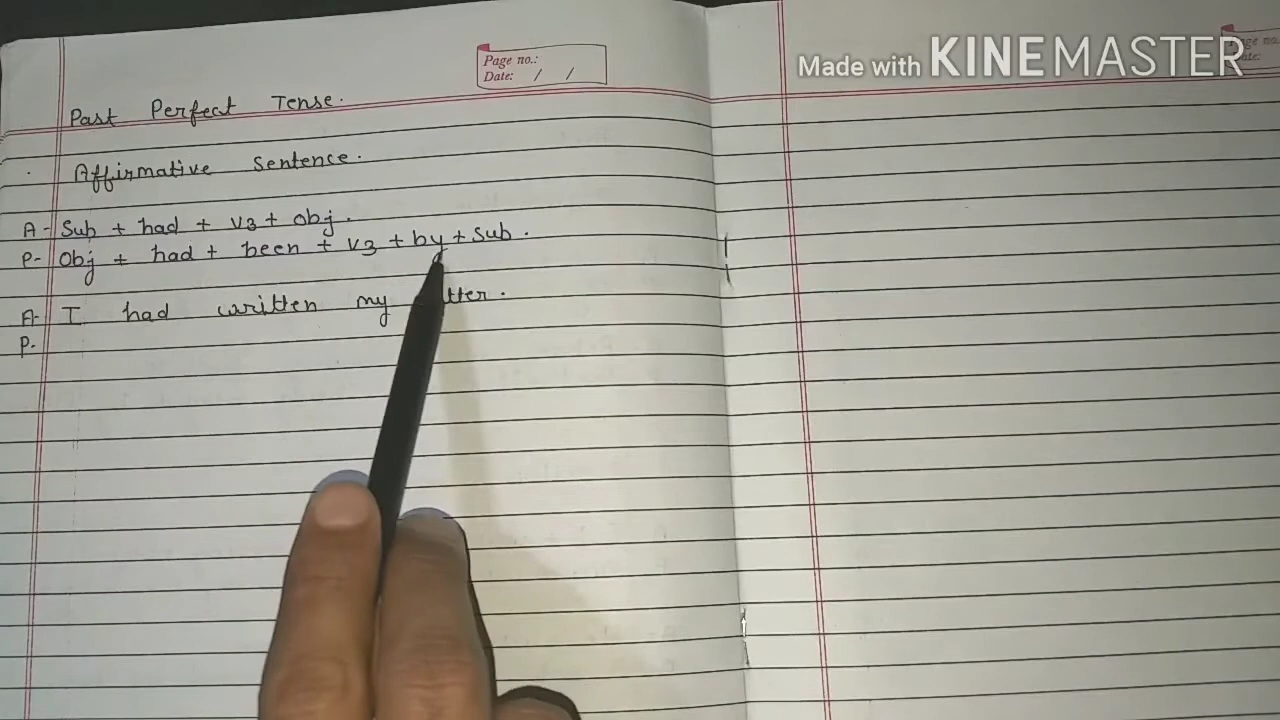 Page no.:
Date: / /
Made with KINEMASTER
Past Perfect Tense.
Affirmative Sentence.
A- Sub + had + V3 + obj.
P- Obj + had + been + V3 + by + sub.
A- I had written my
P.